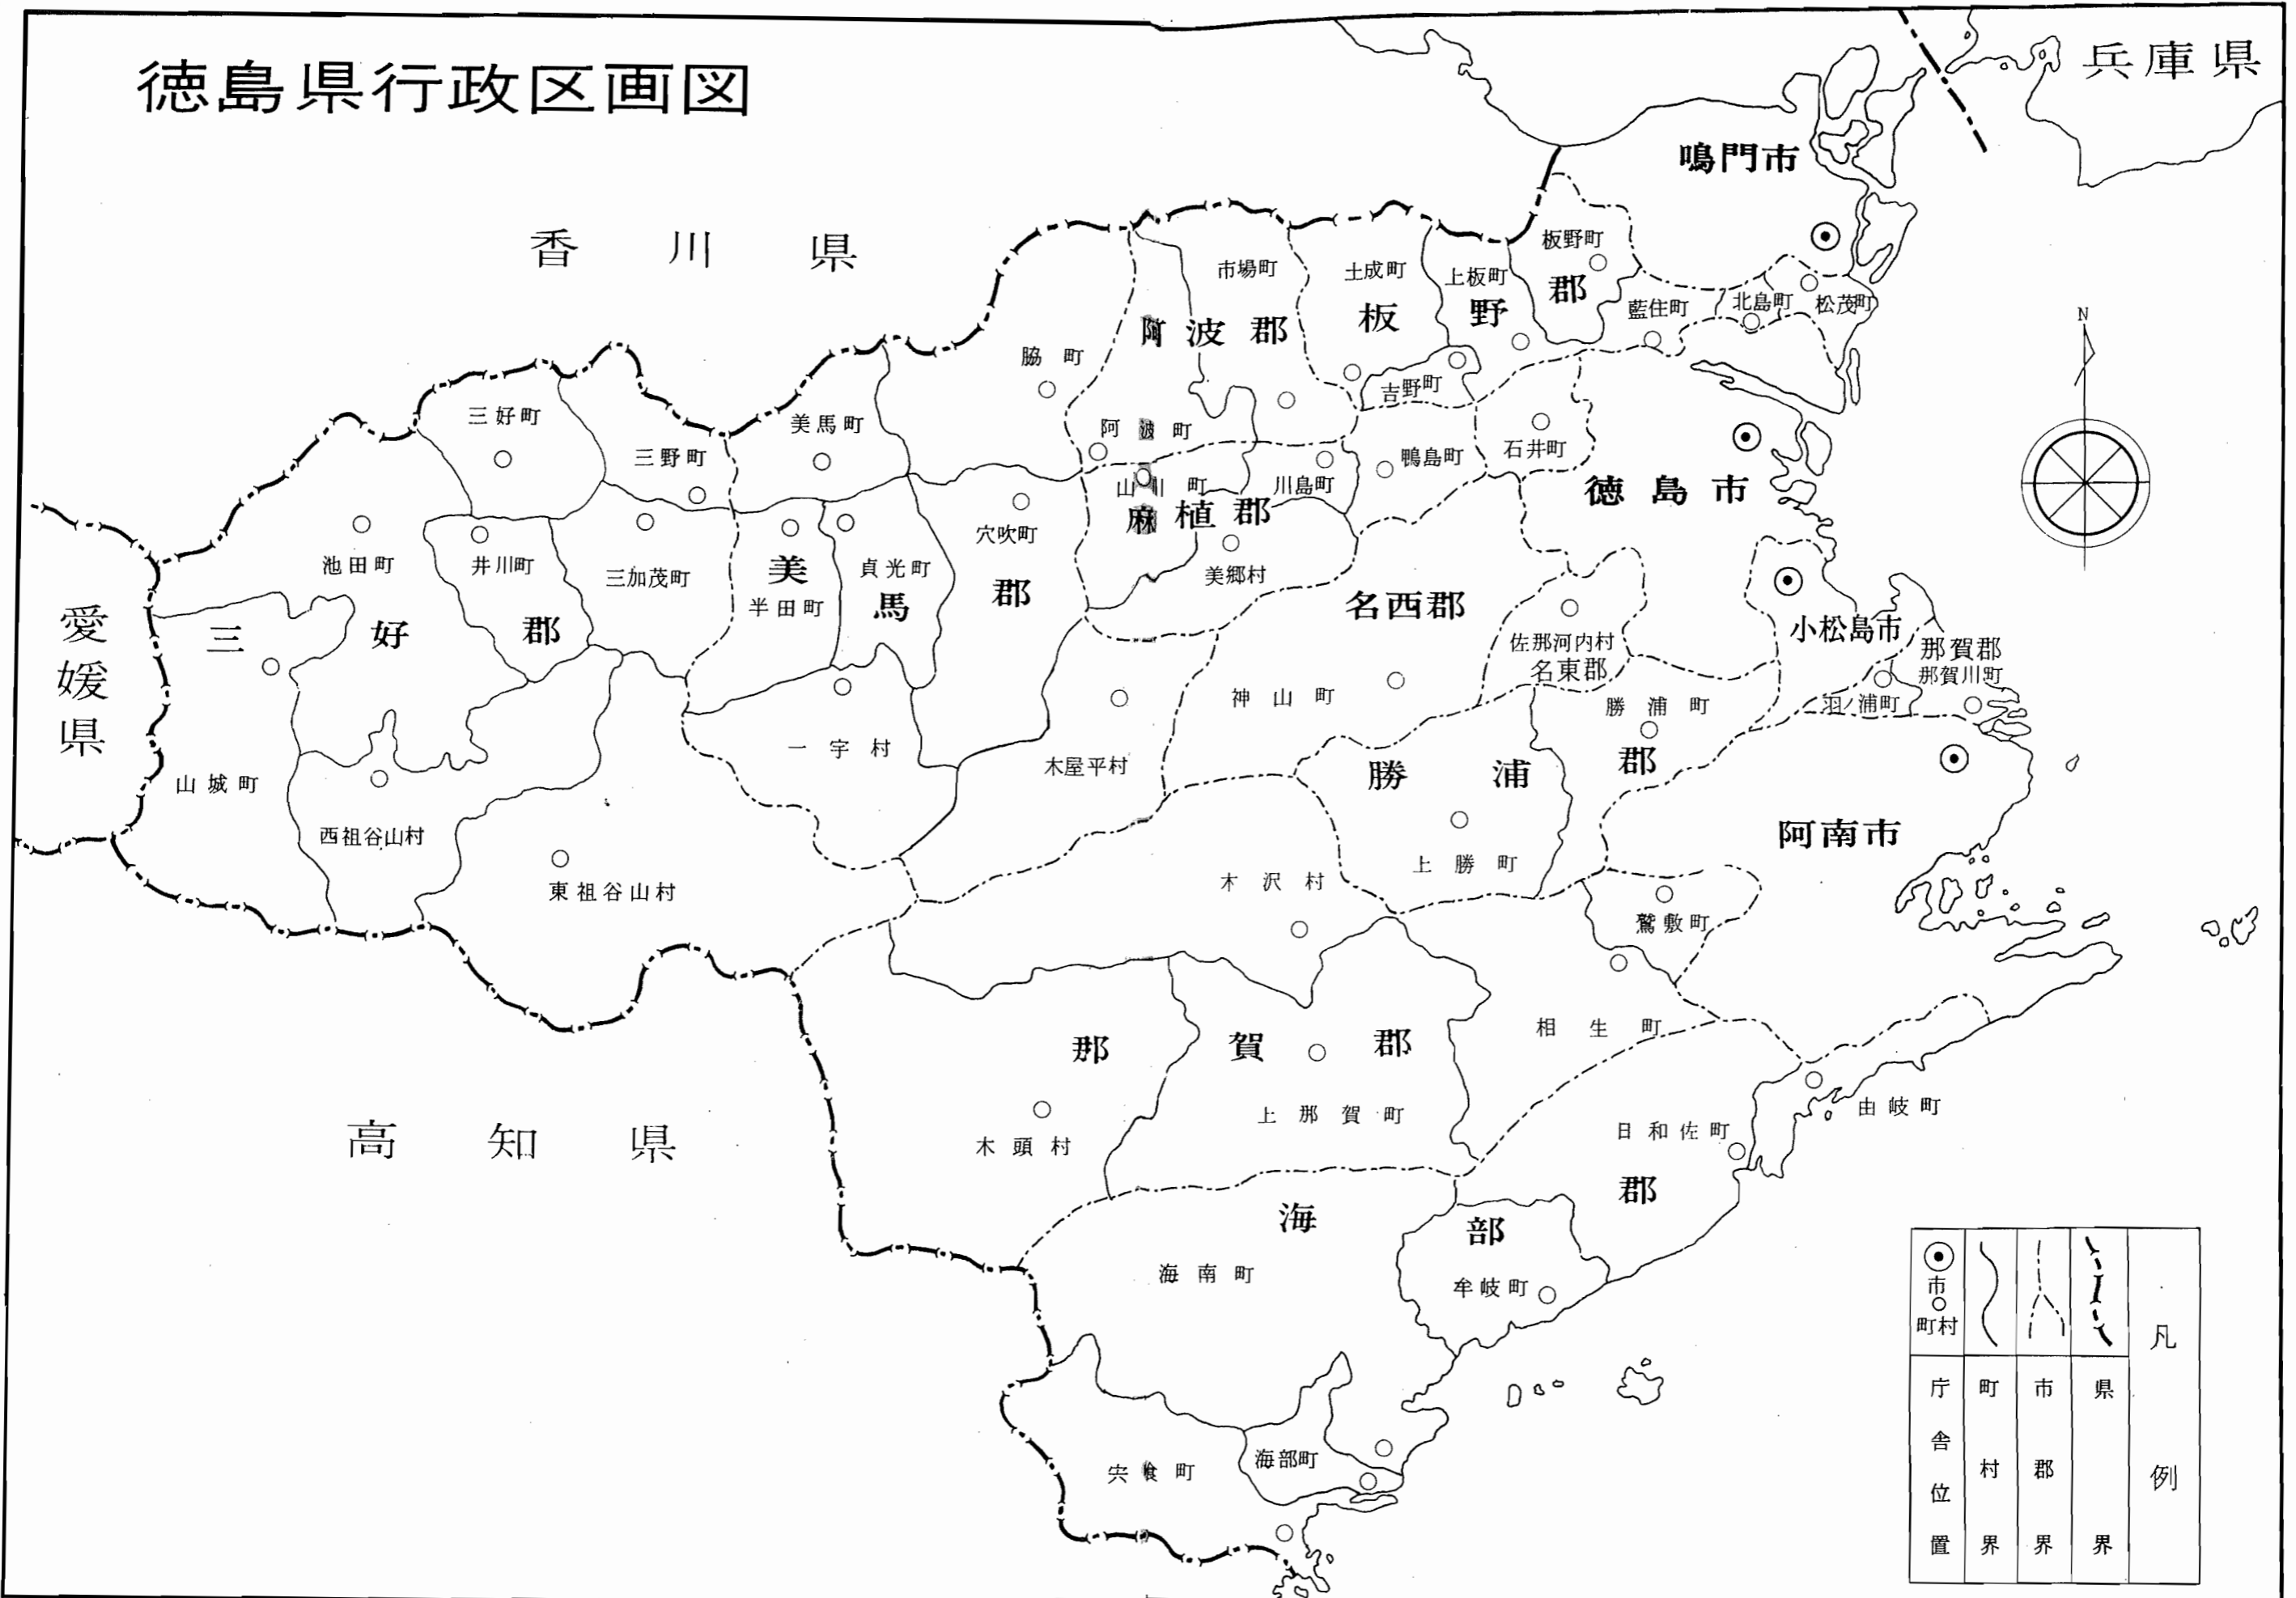 徳島県行政区画図
兵庫県
香川県
愛媛県
高知県
鳴門市
徳島市
小松島市
阿南市
板野郡
板野町
上板町
土成町
吉野町
藍住町
北島町
松茂町
阿波郡
市場町
阿波町
麻植郡
山川町
川島町
鴨島町
美郷村
名西郡
石井町
神山町
佐那河内村
名東郡
勝浦郡
勝浦町
上勝町
那賀郡
那賀川町
羽ノ浦町
美馬郡
脇町
美馬町
半田町
貞光町
穴吹町
一宇村
木屋平村
三好郡
三好町
三野町
池田町
井川町
三加茂町
山城町
西祖谷山村
東祖谷山村
那賀郡
鷲敷町
相生町
上那賀町
木沢村
木頭村
海部郡
由岐町
日和佐町
牟岐町
海南町
海部町
宍喰町
N
凡例
県界
市郡界
町村界
市
町村
庁舎位置